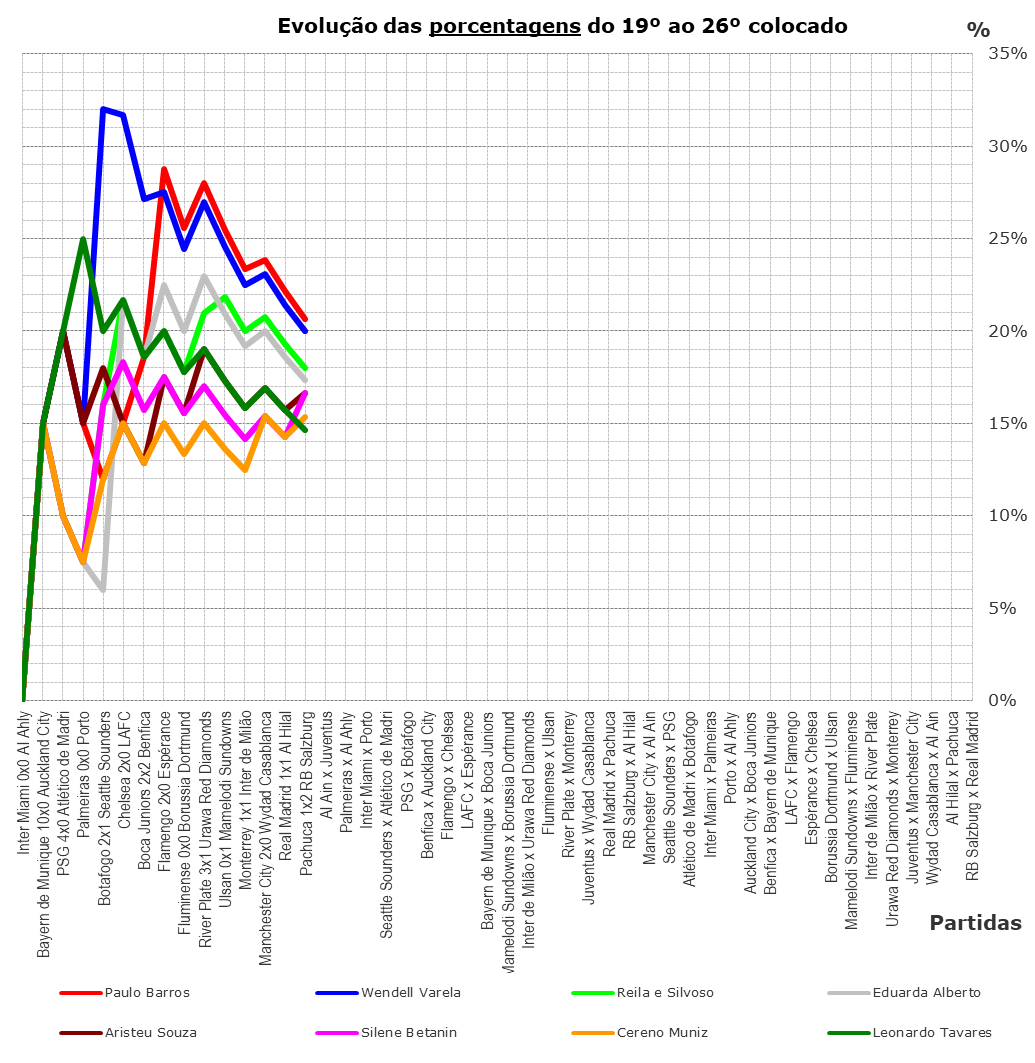 Evolução das porcentagens do 19º ao 26º colocado
%
35%
30%
25%
20%
15%
10%
5%
0%
Inter Miami 0x0 Al Ahly
Bayern de Munique 10x0 Auckland City
PSG 4x0 Atlético de Madri
Palmeiras 0x0 Porto
Botafogo 2x1 Seattle Sounders
Chelsea 2x0 LAFC
Boca Juniors 2x2 Benfica
Flamengo 2x0 Espérance
Fluminense 0x0 Borussia Dortmund
River Plate 3x1 Urawa Red Diamonds
Ulsan 0x1 Mamelodi Sundowns
Monterrey 1x1 Inter de Milão
Manchester City 2x0 Wydad Casablanca
Real Madrid 1x1 Al Hilal
Pachuca 1x2 RB Salzburg
Al Ain x Juventus
Palmeiras x Al Ahly
Inter Miami x Porto
Seattle Sounders x Atlético de Madri
PSG x Botafogo
Benfica x Auckland City
Flamengo x Chelsea
LAFC x Espérance
Bayern de Munique x Boca Juniors
Mamelodi Sundowns x Borussia Dortmund
Inter de Milão x Urawa Red Diamonds
Fluminense x Ulsan
River Plate x Monterrey
Juventus x Wydad Casablanca
Real Madrid x Pachuca
RB Salzburg x Al Hilal
Manchester City x Al Ain
Seattle Sounders x PSG
Atlético de Madri x Botafogo
Inter Miami x Palmeiras
Porto x Al Ahly
Auckland City x Boca Juniors
Benfica x Bayern de Munique
LAFC x Flamengo
Espérance x Chelsea
Borussia Dortmund x Ulsan
Mamelodi Sundowns x Fluminense
Inter de Milão x River Plate
Urawa Red Diamonds x Monterrey
Juventus x Manchester City
Wydad Casablanca x Al Ain
Al Hilal x Pachuca
RB Salzburg x Real Madrid
Partidas
Paulo Barros
Wendell Varela
Reila e Silvoso
Eduarda Alberto
Aristeu Souza
Silene Betanin
Cereno Muniz
Leonardo Tavares